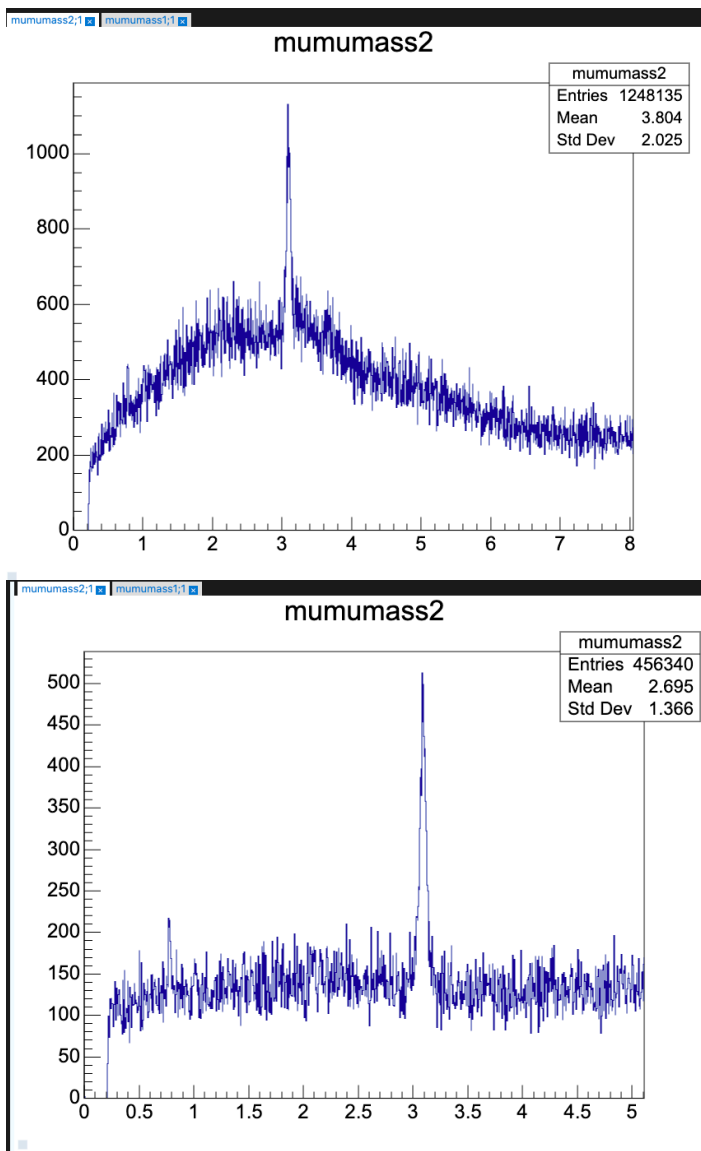 mumumass2;1 x mumumass1;1 x
mumumass2
mumumass2
Entries 1248135
Mean 3.804
Std Dev 2.025
1000
800
600
400
200
0
0 1 2 3 4 5 6 7 8
mumumass2;1 x mumumass1;1 x
mumumass2
mumumass2
Entries 456340
Mean 2.695
Std Dev 1.366
500
450
400
350
300
250
200
150
100
50
0
0 0.5 1 1.5 2 2.5 3 3.5 4 4.5 5